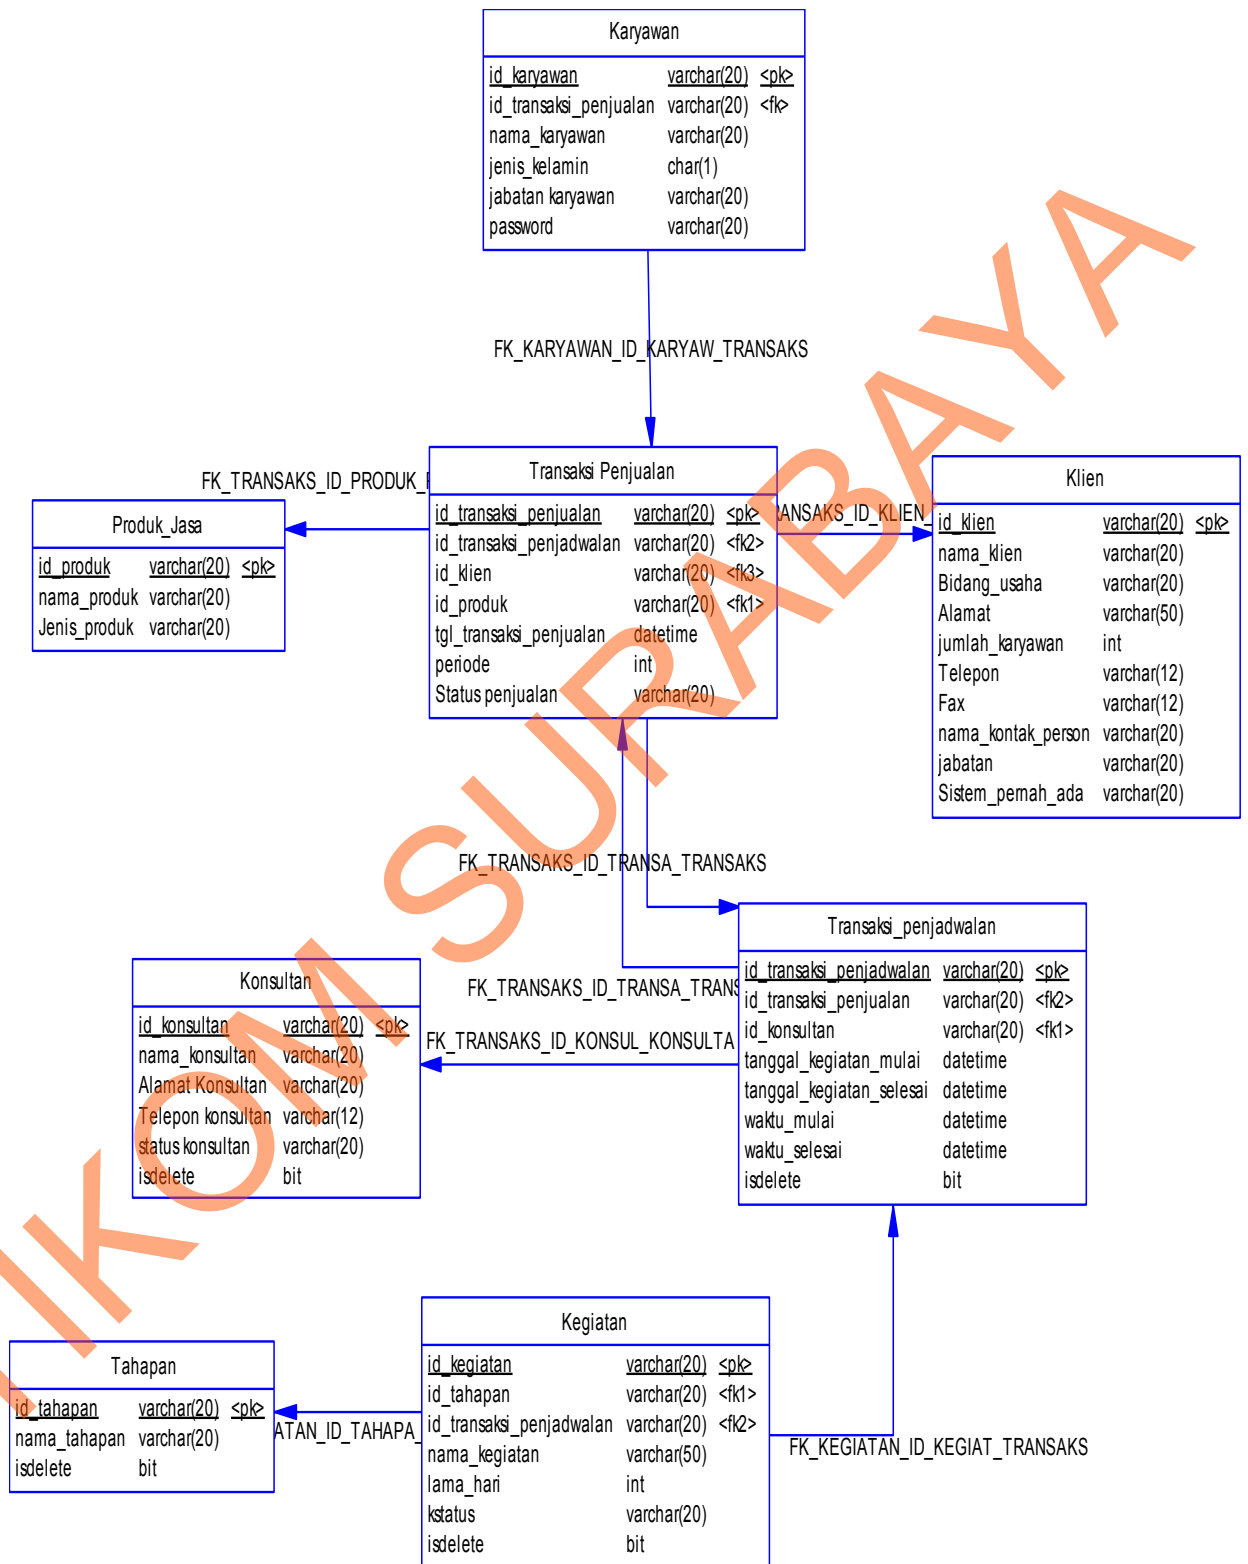 Karyawan
id_karyawan varchar(20) <pk>
id_transaksi_penjualan varchar(20) <fk>
nama_karyawan varchar(20)
jenis_kelamin char(1)
jabatan karyawan varchar(20)
password varchar(20)
FK_KARYAWAN_ID_KARYAW_TRANSAKS
FK_TRANSAKS_ID_PRODUK_
Produk_Jasa
id_produk varchar(20) <pk>
nama_produk varchar(20)
Jenis_produk varchar(20)
Transaksi Penjualan
id_transaksi_penjualan varchar(20) <pk>
id_transaksi_penjadwalan varchar(20) <fk2>
id_klien varchar(20) <fk3>
id_produk varchar(20) <fk1>
tgl_transaksi_penjualan datetime
periode int
Status penjualan varchar(20)
RANSAKS_ID_KLIEN_
Klien
id_klien varchar(20) <pk>
nama_klien varchar(20)
Bidang_usaha varchar(20)
Alamat varchar(50)
jumlah_karyawan int
Telepon varchar(12)
Fax varchar(12)
nama_kontak_person varchar(20)
jabatan varchar(20)
Sistem_pernah_ada varchar(20)
FK_TRANSAKS_ID_TRANSA_TRANSAKS
FK_TRANSAKS_ID_TRANSA_TRANS
FK_TRANSAKS_ID_KONSUL_KONSULTA
Transaksi_penjadwalan
id_transaksi_penjadwalan varchar(20) <pk>
id_transaksi_penjualan varchar(20) <fk2>
id_konsultan varchar(20) <fk1>
tanggal_kegiatan_mulai datetime
tanggal_kegiatan_selesai datetime
waktu_mulai datetime
waktu_selesai datetime
isdelete bit
Konsultan
id_konsultan varchar(20) <pk>
nama_konsultan varchar(20)
Alamat Konsultan varchar(20)
Telepon konsultan varchar(12)
status konsultan varchar(20)
isdelete bit
Kegiatan
id_kegiatan varchar(20) <pk>
id_tahapan varchar(20) <fk1>
id_transaksi_penjadwalan varchar(20) <fk2>
nama_kegiatan varchar(50)
lama_hari int
kstatus varchar(20)
isdelete bit
FK_KEGIATAN_ID_KEGIAT_TRANSAKS
Tahapan
id_tahapan varchar(20) <pk>
nama_tahapan varchar(20)
isdelete bit
ATAN_ID_TAHAPA_
IKOM SURABAYA